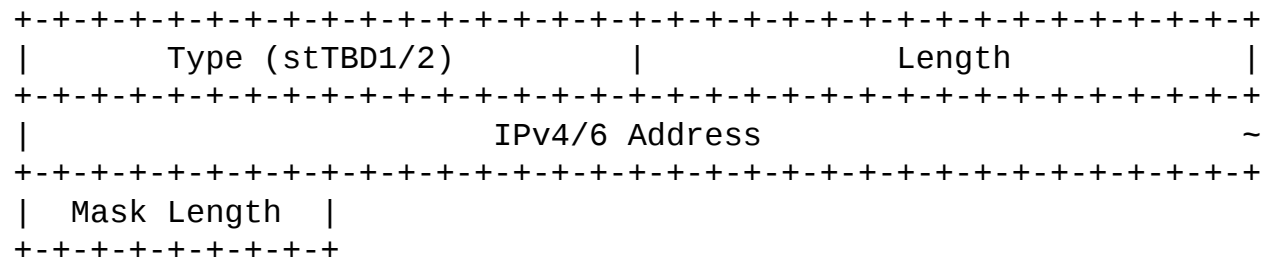 +-+-+-+-+-+-+-+-+-+-+-+-+-+-+-+-+-+-+-+-+-+-+-+-+-+-+-+-+-+-+-+-+
|       Type (stTBD1/2)         |             Length            |
+-+-+-+-+-+-+-+-+-+-+-+-+-+-+-+-+-+-+-+-+-+-+-+-+-+-+-+-+-+-+-+-+
|                        IPv4/6 Address                         ~
+-+-+-+-+-+-+-+-+-+-+-+-+-+-+-+-+-+-+-+-+-+-+-+-+-+-+-+-+-+-+-+-+
|  Mask Length  |
+-+-+-+-+-+-+-+-+